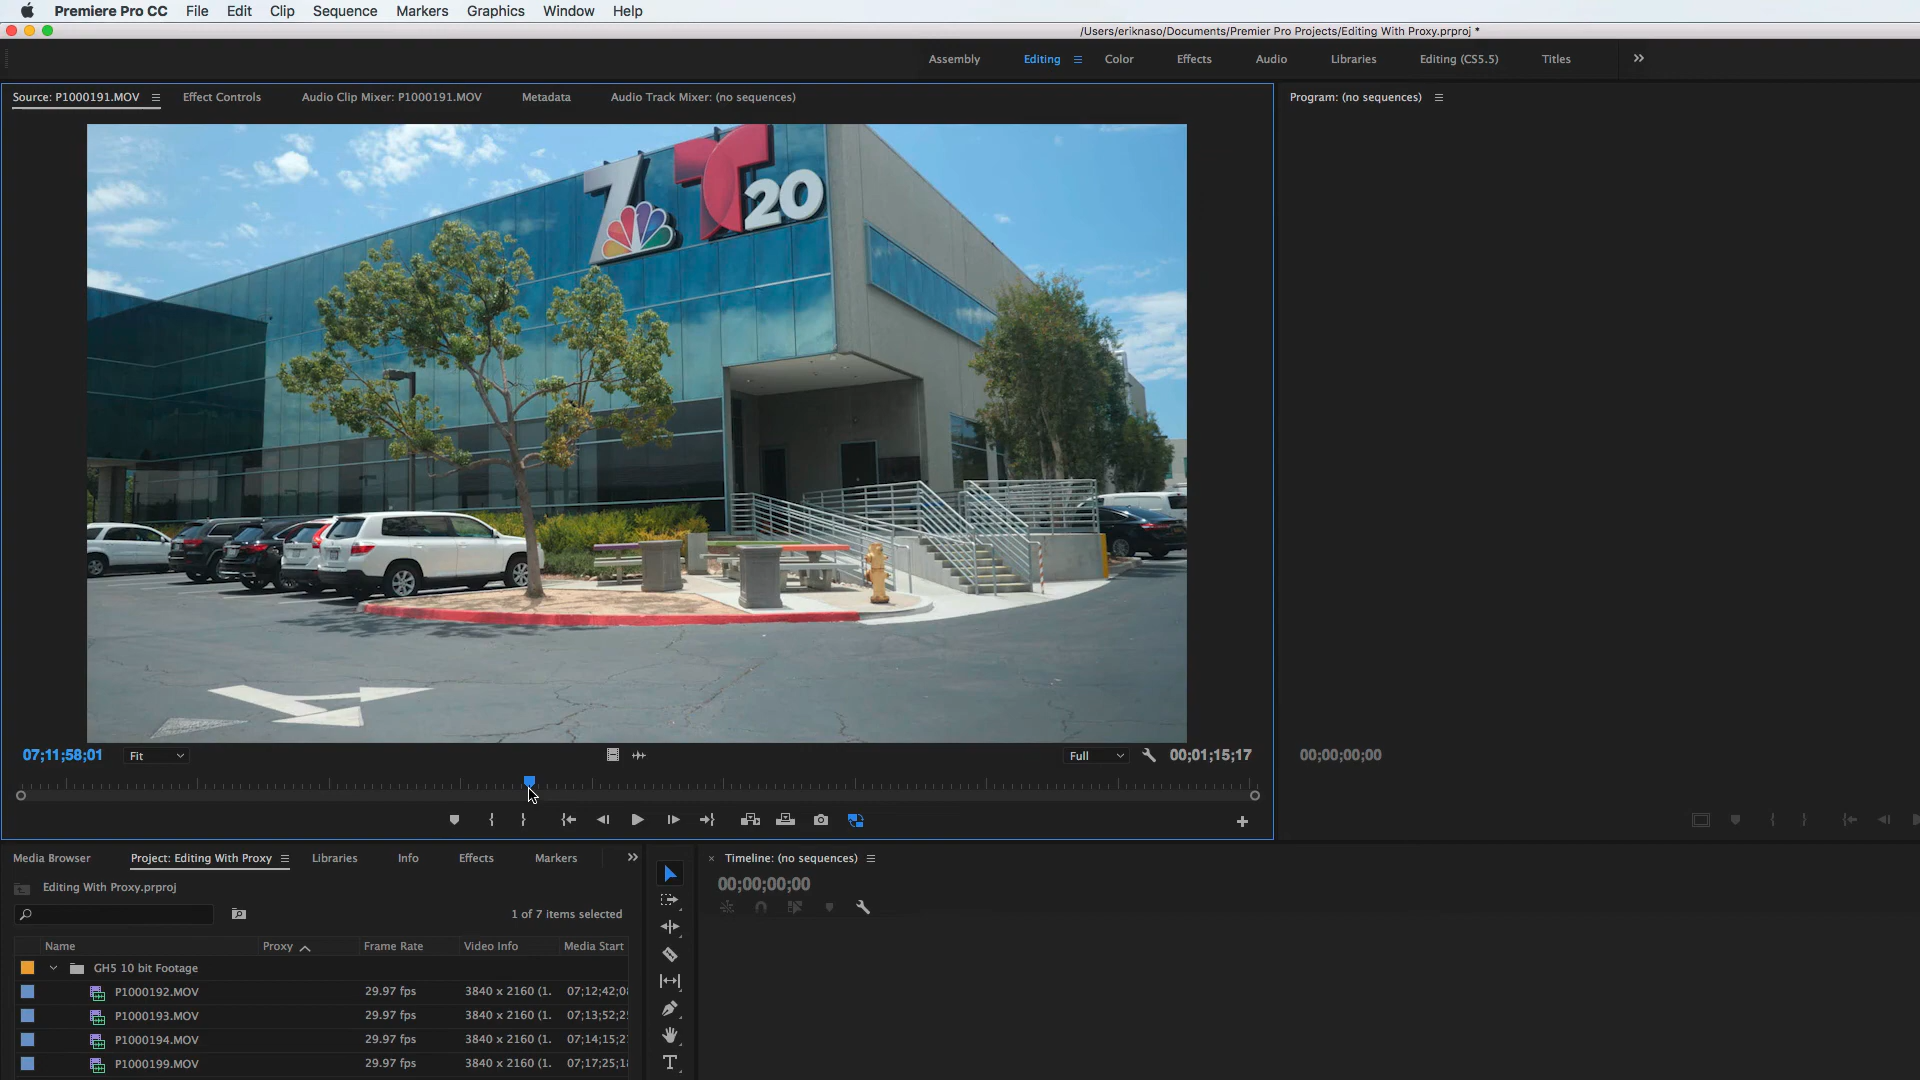 Premiere Pro CC File Edit Clip Sequence Markers Graphics Window Help
/Users/eriknaso/Documents/Premier Pro Projects/Editing With Proxy.prproj *
Assembly Editing Color Effects Audio Libraries Editing (CS5.5) Titles
Source: P1000191.MOV Effect Controls Audio Clip Mixer: P1000191.MOV Metadata Audio Track Mixer: (no sequences) Program: (no sequences)
7 20
07;11;58;01 Fit Full 00;01;15;17 00;00;00;00
Media Browser Project: Editing With Proxy Libraries Info Effects Markers × Timeline: (no sequences)
Editing With Proxy.prproj 00;00;00;00
1 of 7 items selected
Name Proxy Frame Rate Video Info Media Start
GH5 10 bit Footage
P1000192.MOV 29.97 fps 3840 x 2160 (1. 07;12;42;0
P1000193.MOV 29.97 fps 3840 x 2160 (1. 07;13;52;2
P1000194.MOV 29.97 fps 3840 x 2160 (1. 07;14;15;2
P1000199.MOV 29.97 fps 3840 x 2160 (1. 07;17;25;1